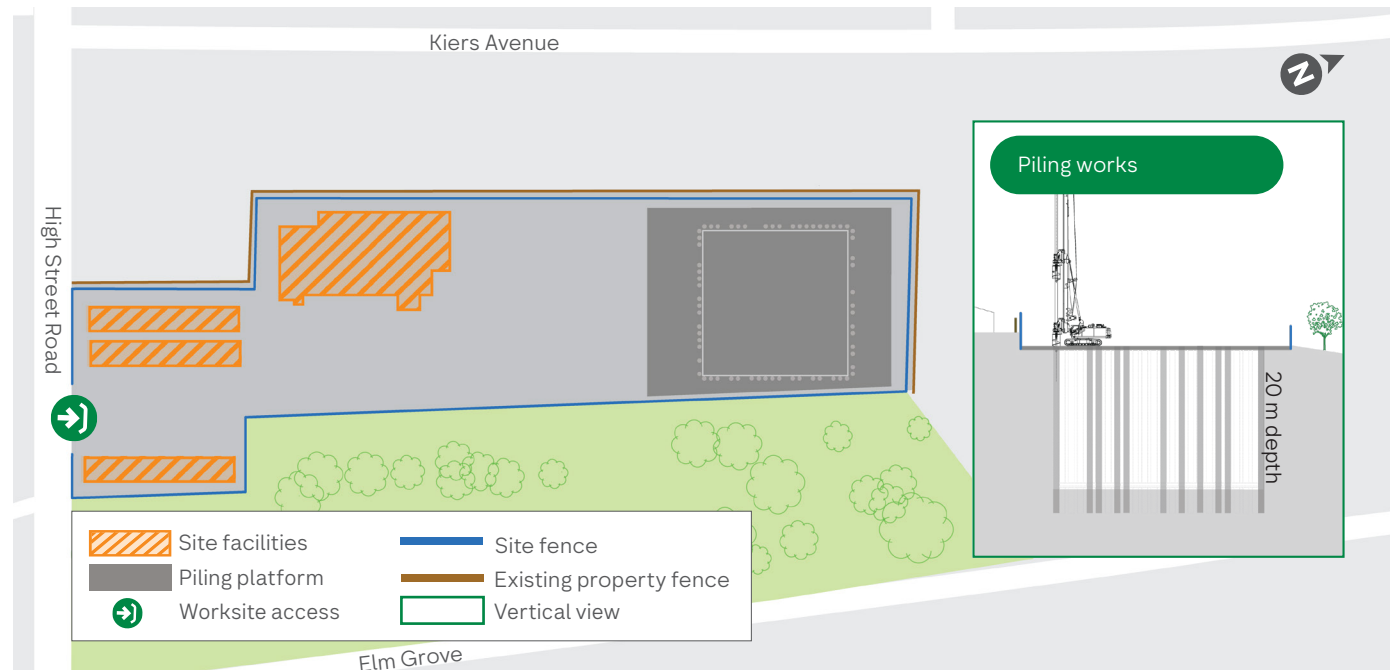 Kiers Avenue
N
High Street Road
Piling works
20 m depth
Site facilities
Piling platform
Worksite access
Site fence
Existing property fence
Vertical view
Elm Grove